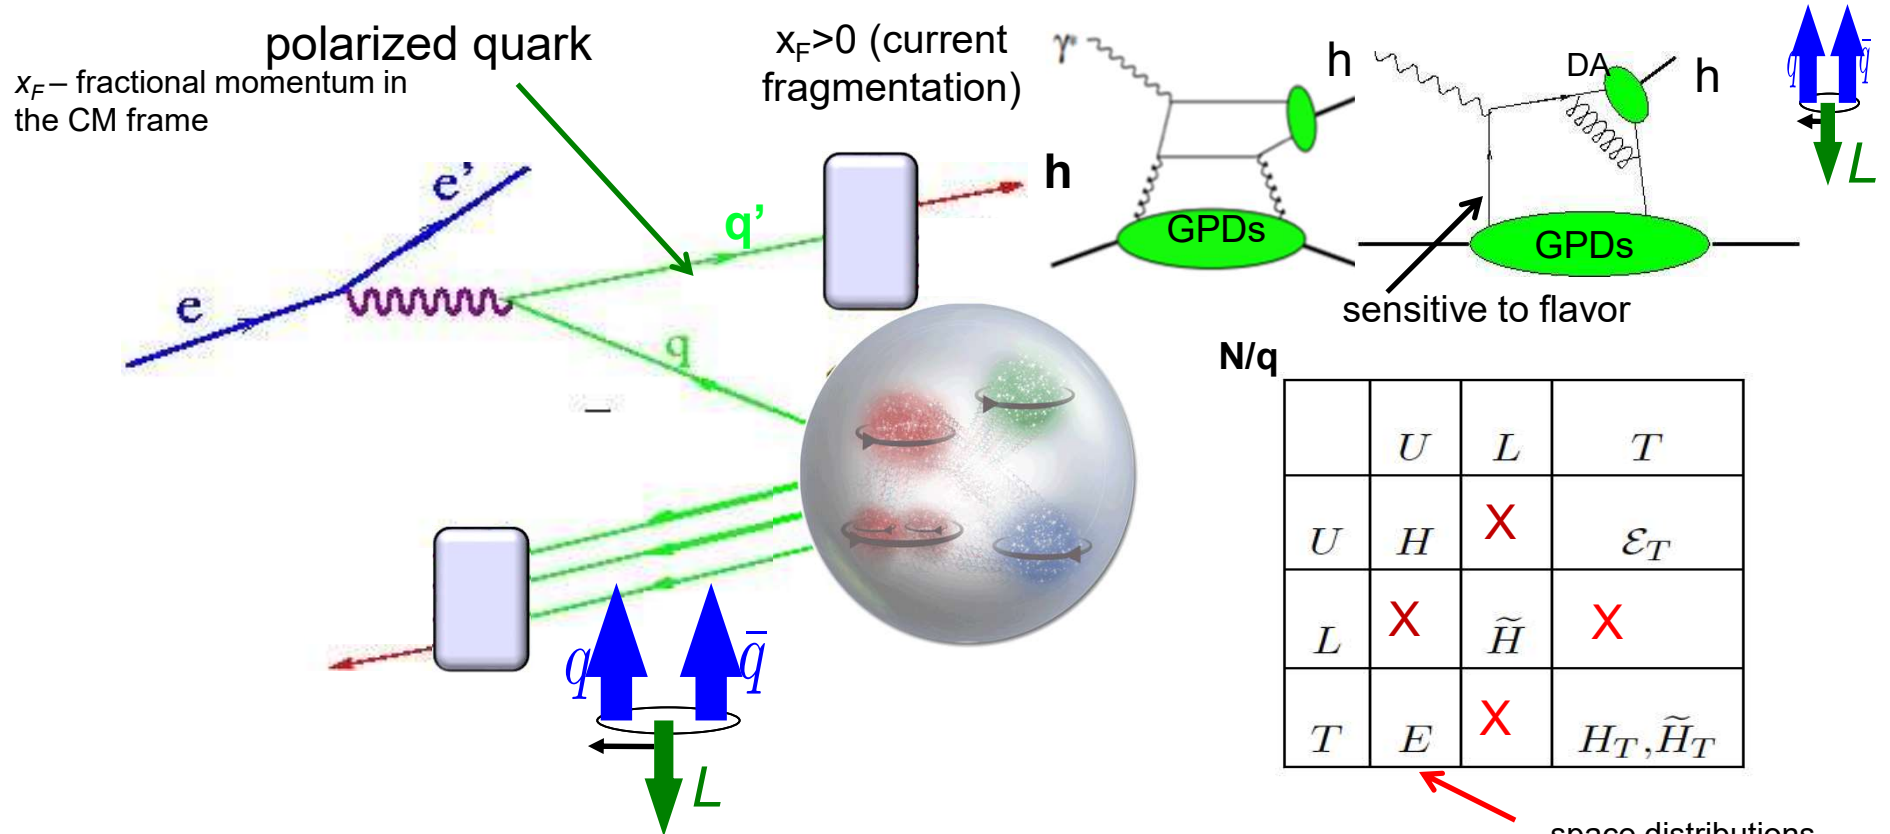 polarized quark
x_F – fractional momentum in
the CM frame
x_F>0 (current
fragmentation)
γ*
h
DA
h
q q̄
L
e’
h
q’
GPDs
GPDs
e
sensitive to flavor
q
N/q
U L T
U H X ℰ_T
L X H̃ X
T E X H_T, H̃_T
q q̄
L
space distributions